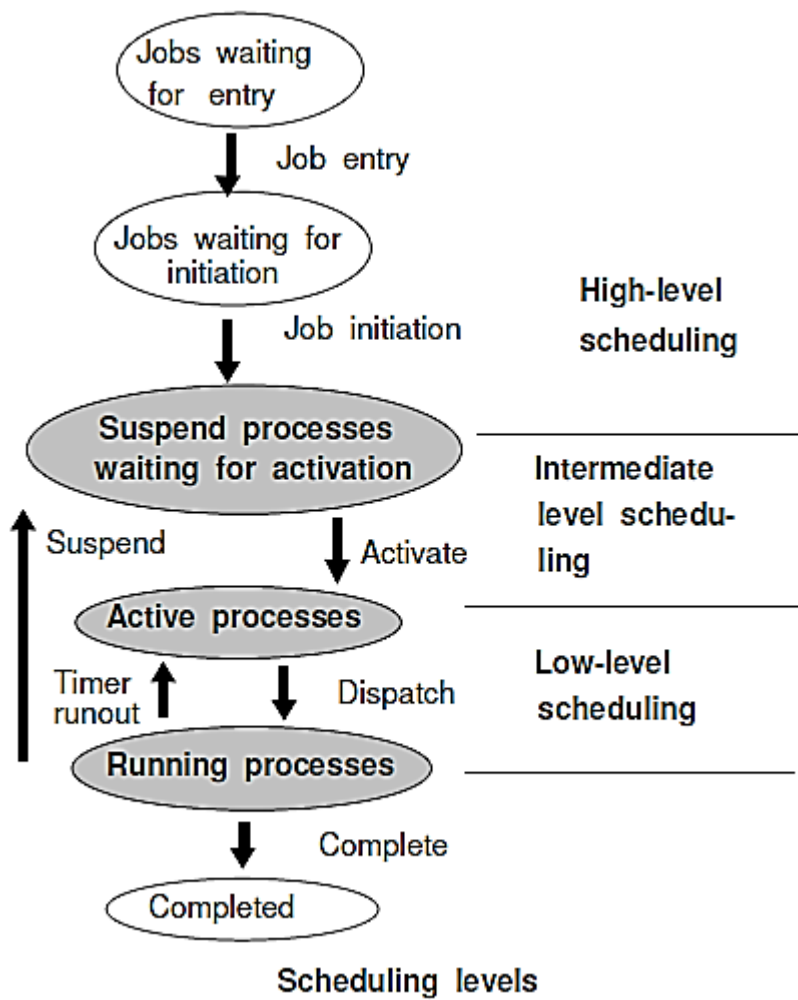 Jobs waiting
for entry
Job entry
Jobs waiting for
initiation
High-level
scheduling
Job initiation
Suspend processes
waiting for activation
Intermediate
level schedu-
ling
Suspend
Activate
Active processes
Low-level
scheduling
Timer
runout
Dispatch
Running processes
Complete
Completed
Scheduling levels